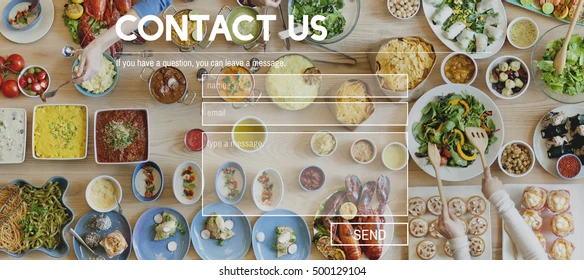 CONTACT US
If you have a question, you can leave a message.
name
email
type a message
SEND
shutterstock.com · 500129104